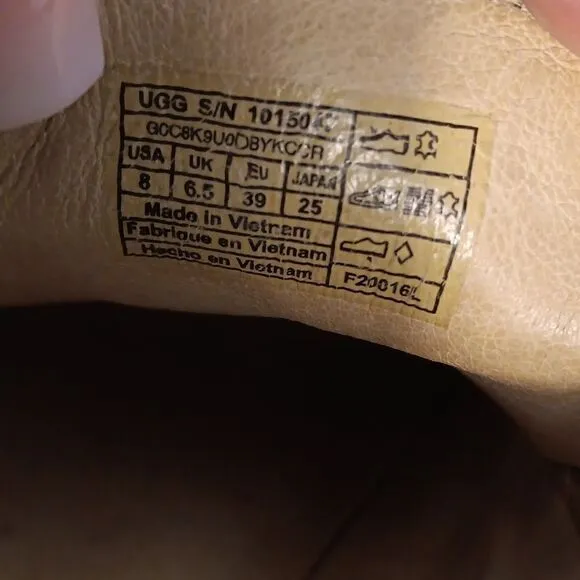 UGG S/N
USA UK EU JAPAN
8 6.5 39 25
Made in Vietnam
Fabrique en Vietnam
Hecho en Vietnam
F20016L